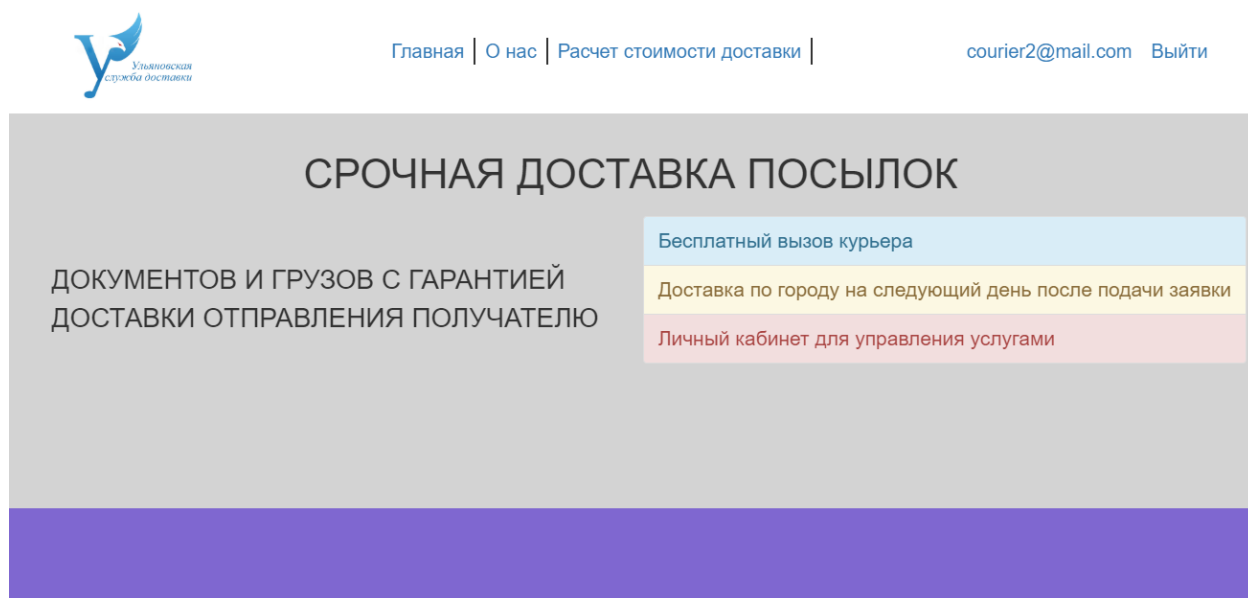 Ульяновская
служба доставки
Главная | О нас | Расчет стоимости доставки |
courier2@mail.com Выйти
СРОЧНАЯ ДОСТАВКА ПОСЫЛОК
ДОКУМЕНТОВ И ГРУЗОВ С ГАРАНТИЕЙ
ДОСТАВКИ ОТПРАВЛЕНИЯ ПОЛУЧАТЕЛЮ
Бесплатный вызов курьера
Доставка по городу на следующий день после подачи заявки
Личный кабинет для управления услугами